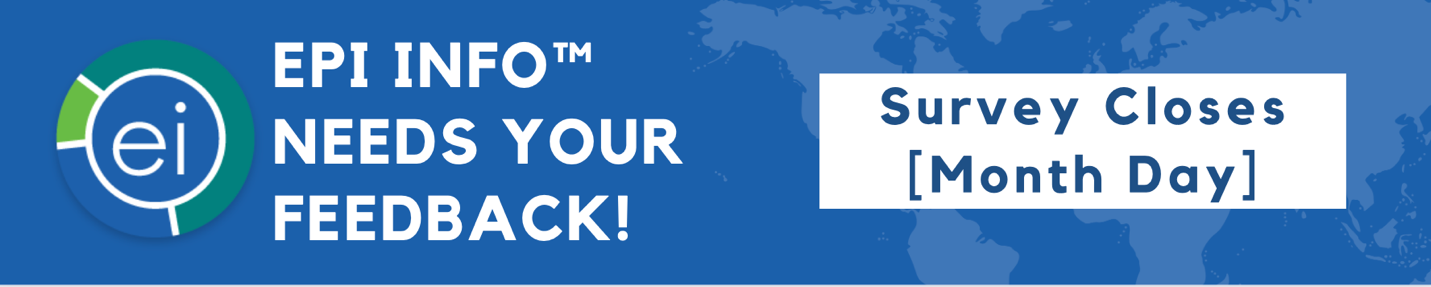 ei
EPI INFO™
NEEDS YOUR
FEEDBACK!
Survey Closes
[Month Day]